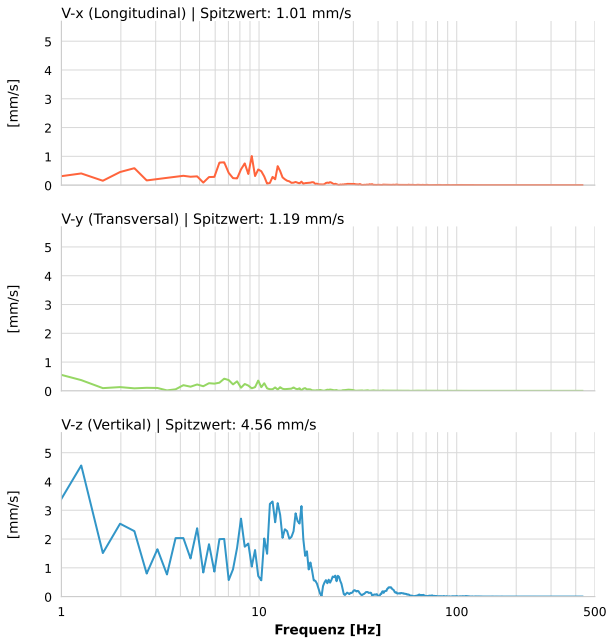 V-x (Longitudinal) | Spitzwert: 1.01 mm/s
5
4
[mm/s]
3
2
1
0
V-y (Transversal) | Spitzwert: 1.19 mm/s
5
4
[mm/s]
3
2
1
0
V-z (Vertikal) | Spitzwert: 4.56 mm/s
5
4
[mm/s]
3
2
1
0
1 10 100 500
Frequenz [Hz]